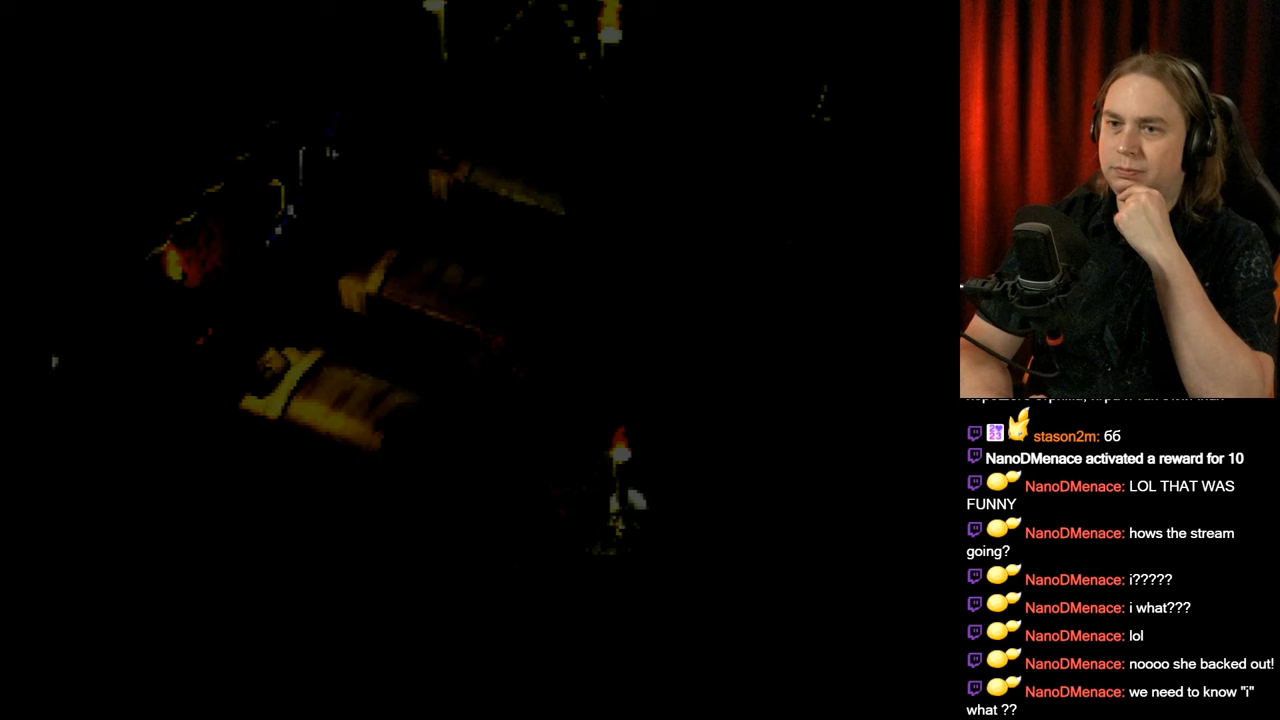 stason2m: бб
NanoDMenace activated a reward for 10
NanoDMenace: LOL THAT WAS
FUNNY
NanoDMenace: hows the stream
going?
NanoDMenace: i?????
NanoDMenace: i what???
NanoDMenace: lol
NanoDMenace: noooo she backed out!
NanoDMenace: we need to know "i"
what ??